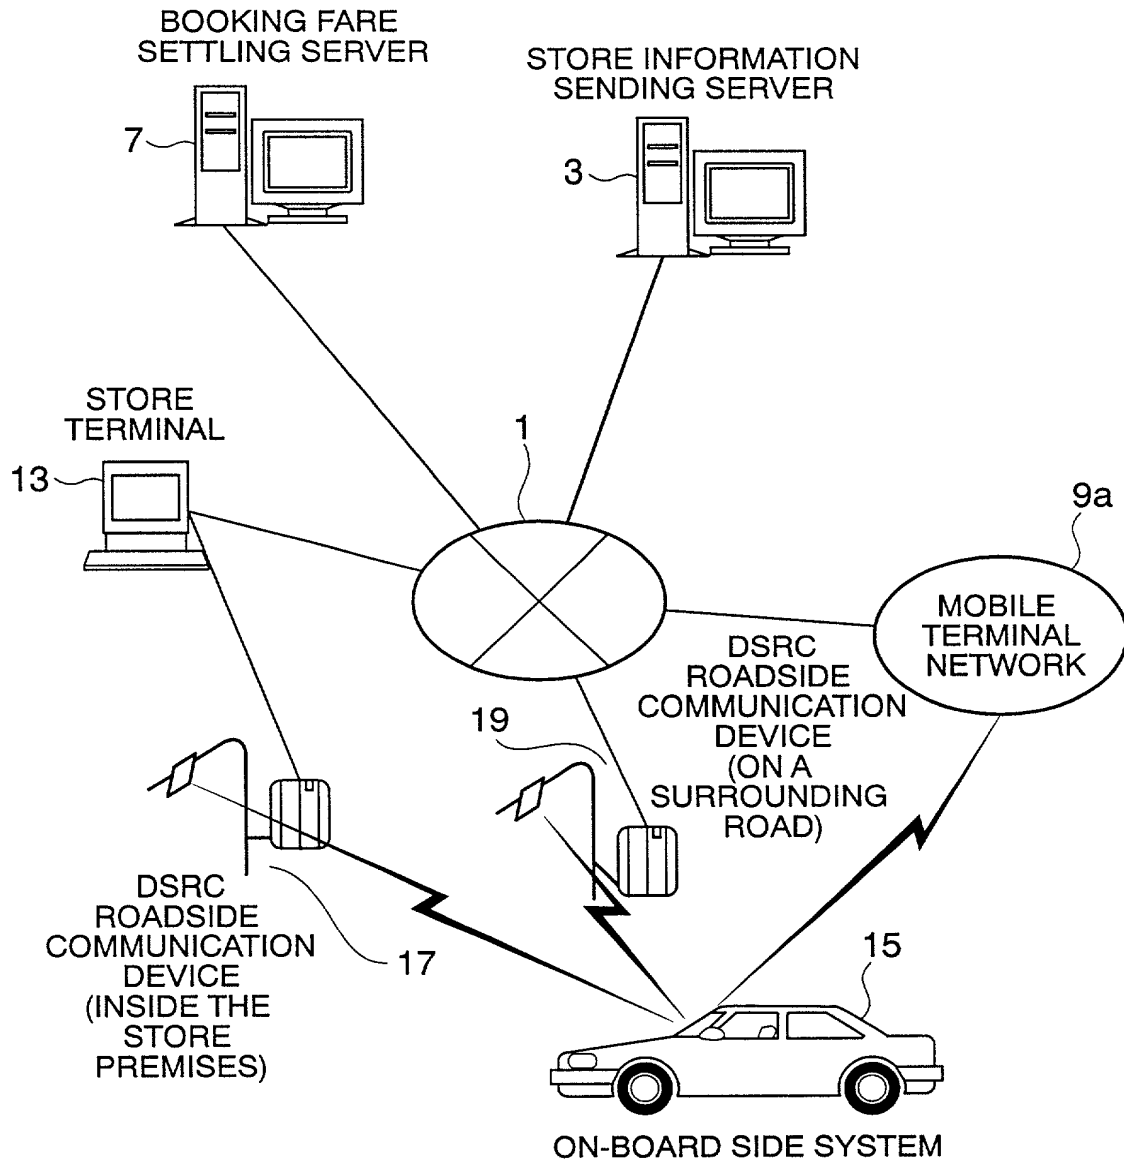 BOOKING FARE
SETTLING SERVER
7
STORE INFORMATION
SENDING SERVER
3
STORE
TERMINAL
13
1
9a
MOBILE
TERMINAL
NETWORK
DSRC
ROADSIDE
COMMUNICATION
DEVICE
(ON A
SURROUNDING
ROAD)
19
DSRC
ROADSIDE
COMMUNICATION
DEVICE
(INSIDE THE
STORE
PREMISES)
17
15
ON-BOARD SIDE SYSTEM